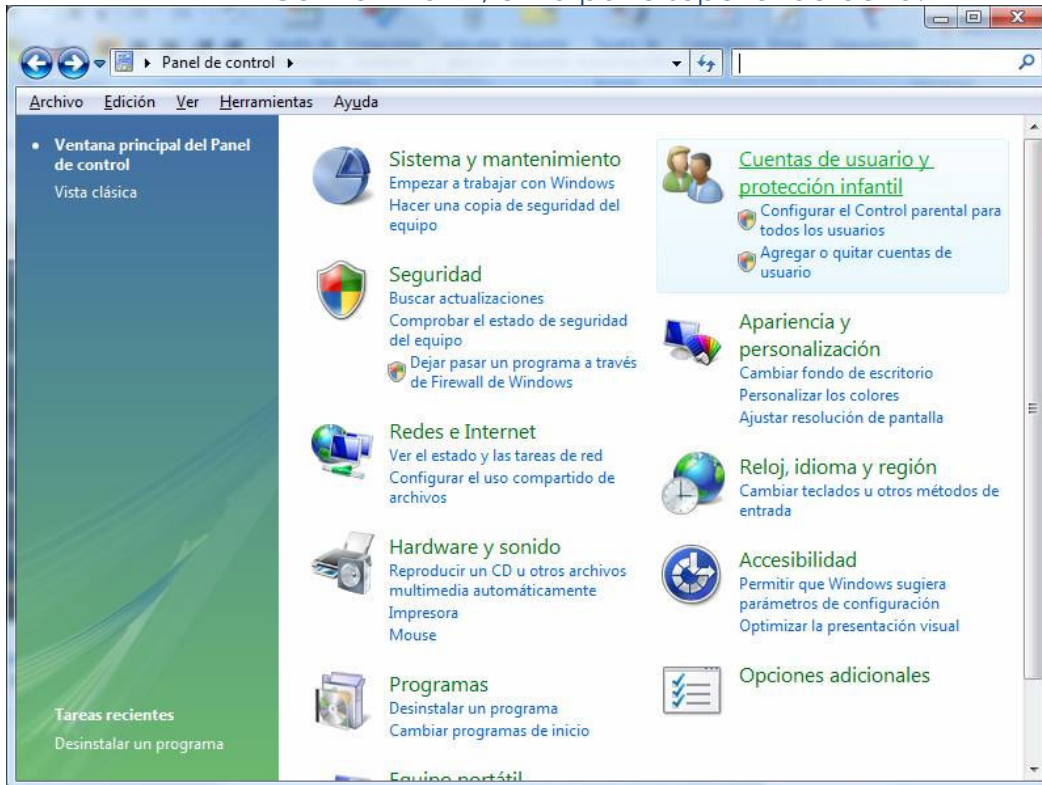 Panel de control
Archivo Edición Ver Herramientas Ayuda
Ventana principal del Panel
de control
Vista clásica
Tareas recientes
Desinstalar un programa
Sistema y mantenimiento
Empezar a trabajar con Windows
Hacer una copia de seguridad del
equipo
Seguridad
Buscar actualizaciones
Comprobar el estado de seguridad
del equipo
Dejar pasar un programa a través
de Firewall de Windows
Redes e Internet
Ver el estado y las tareas de red
Configurar el uso compartido de
archivos
Hardware y sonido
Reproducir un CD u otros archivos
multimedia automáticamente
Impresora
Mouse
Programas
Desinstalar un programa
Cambiar programas de inicio
Equipo portátil
Cuentas de usuario y
protección infantil
Configurar el Control parental para
todos los usuarios
Agregar o quitar cuentas de
usuario
Apariencia y
personalización
Cambiar fondo de escritorio
Personalizar los colores
Ajustar resolución de pantalla
Reloj, idioma y región
Cambiar teclados u otros métodos de
entrada
Accesibilidad
Permitir que Windows sugiera
parámetros de configuración
Optimizar la presentación visual
Opciones adicionales